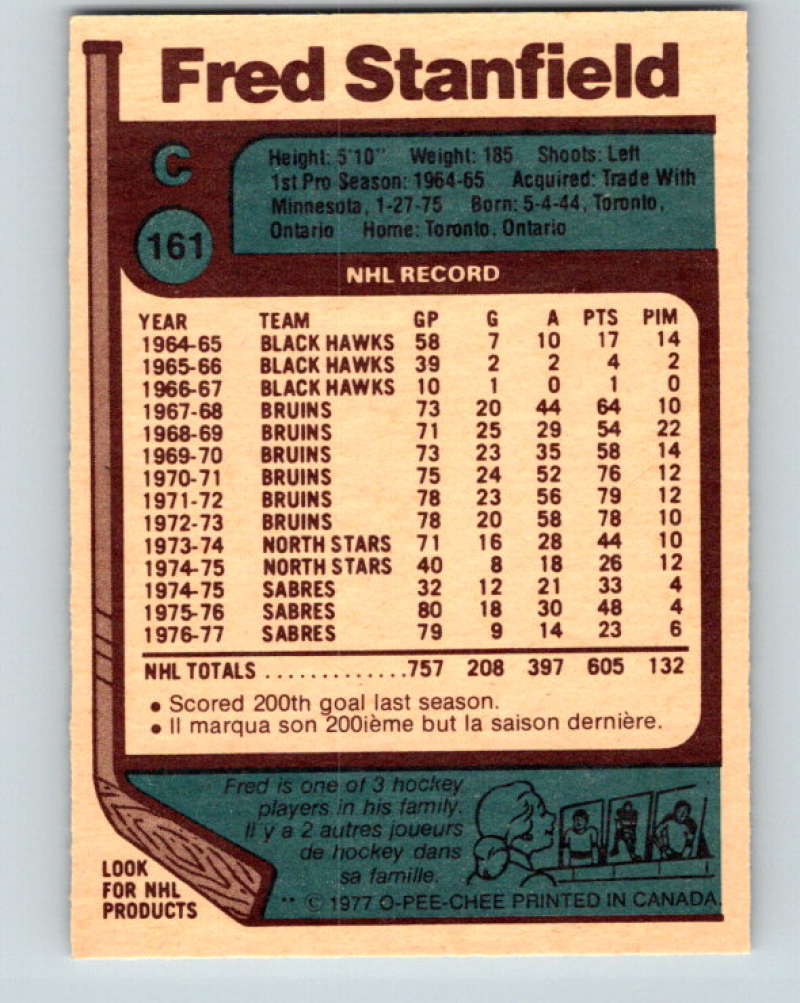 Fred Stanfield
C
161
Height: 5'10" Weight: 185 Shoots: Left
1st Pro Season: 1964-65 Acquired: Trade With
Minnesota, 1-27-75 Born: 5-4-44, Toronto,
Ontario Home: Toronto, Ontario
NHL RECORD
YEAR TEAM GP G A PTS PIM
1964-65 BLACK HAWKS 58 7 10 17 14
1965-66 BLACK HAWKS 39 2 2 4 2
1966-67 BLACK HAWKS 10 1 0 1 0
1967-68 BRUINS 73 20 44 64 10
1968-69 BRUINS 71 25 29 54 22
1969-70 BRUINS 73 23 35 58 14
1970-71 BRUINS 75 24 52 76 12
1971-72 BRUINS 78 23 56 79 12
1972-73 BRUINS 78 20 58 78 10
1973-74 NORTH STARS 71 16 28 44 10
1974-75 NORTH STARS 40 8 18 26 12
1974-75 SABRES 32 12 21 33 4
1975-76 SABRES 80 18 30 48 4
1976-77 SABRES 79 9 14 23 6
NHL TOTALS .............757 208 397 605 132
• Scored 200th goal last season.
• Il marqua son 200ième but la saison dernière.
Fred is one of 3 hockey
players in his family.
Il y a 2 autres joueurs
de hockey dans
sa famille.
LOOK
FOR NHL
PRODUCTS
** © 1977 O-PEE-CHEE PRINTED IN CANADA.